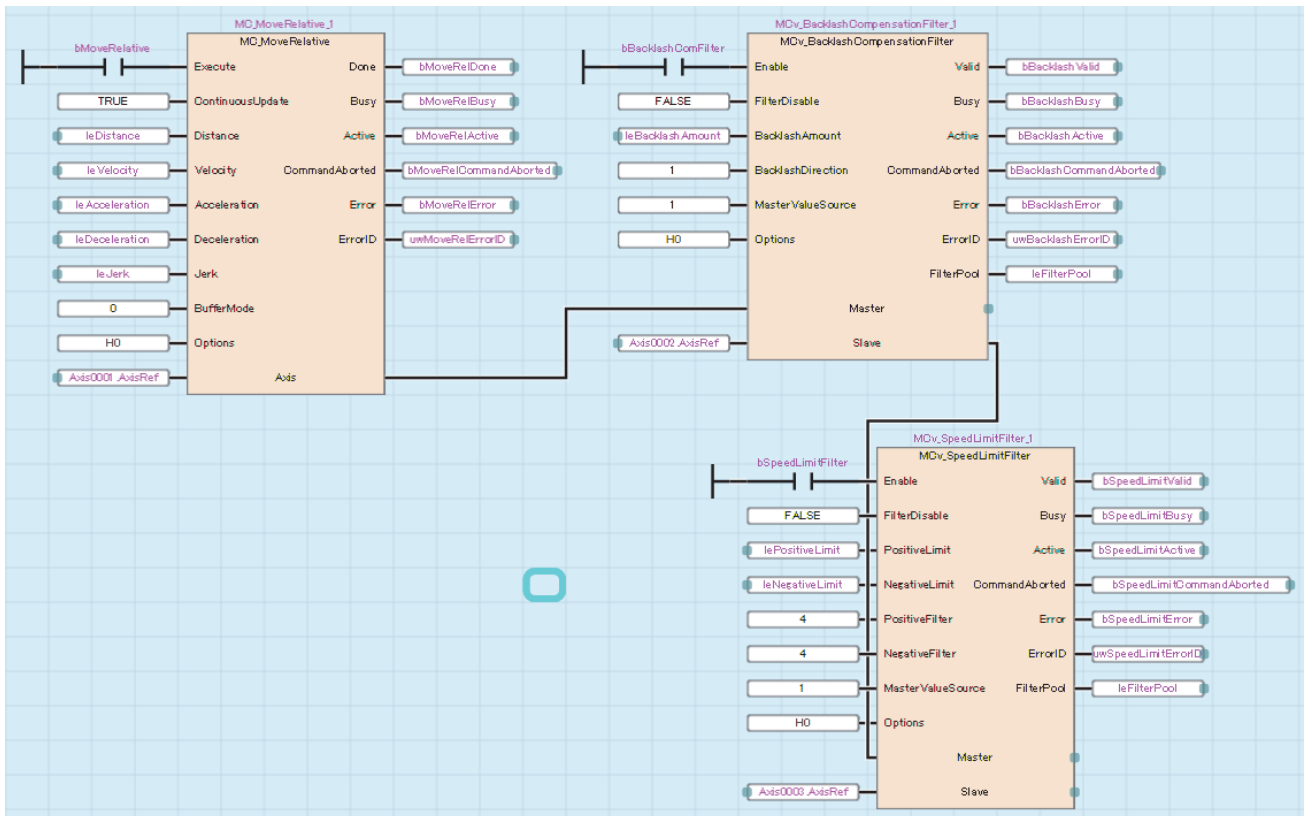 MC_MoveRelative_1
MC_MoveRelative
bMoveRelative
Execute Done bMoveRelDone
TRUE ContinuousUpdate Busy bMoveRelBusy
leDistance Distance Active bMoveRelActive
leVelocity Velocity CommandAborted bMoveRelCommandAborted
leAcceleration Acceleration Error bMoveRelError
leDeceleration Deceleration ErrorID uwMoveRelErrorID
leJerk Jerk
0 BufferMode
H0 Options
Axis0001.AxisRef Axis
MCv_BacklashCompensationFilter_1
MCv_BacklashCompensationFilter
bBacklashComFilter
Enable Valid bBacklashValid
FALSE FilterDisable Busy bBacklashBusy
leBacklashAmount BacklashAmount Active bBacklashActive
1 BacklashDirection CommandAborted bBacklashCommandAborted
1 MasterValueSource Error bBacklashError
H0 Options ErrorID uwBacklashErrorID
FilterPool leFilterPool
Master
Axis0002.AxisRef Slave
MCv_SpeedLimitFilter_1
MCv_SpeedLimitFilter
bSpeedLimitFilter
Enable Valid bSpeedLimitValid
FALSE FilterDisable Busy bSpeedLimitBusy
lePositiveLimit PositiveLimit Active bSpeedLimitActive
leNegativeLimit NegativeLimit CommandAborted bSpeedLimitCommandAborted
4 PositiveFilter Error bSpeedLimitError
4 NegativeFilter ErrorID uwSpeedLimitErrorID
1 MasterValueSource FilterPool leFilterPool
H0 Options
Master
Axis0003.AxisRef Slave